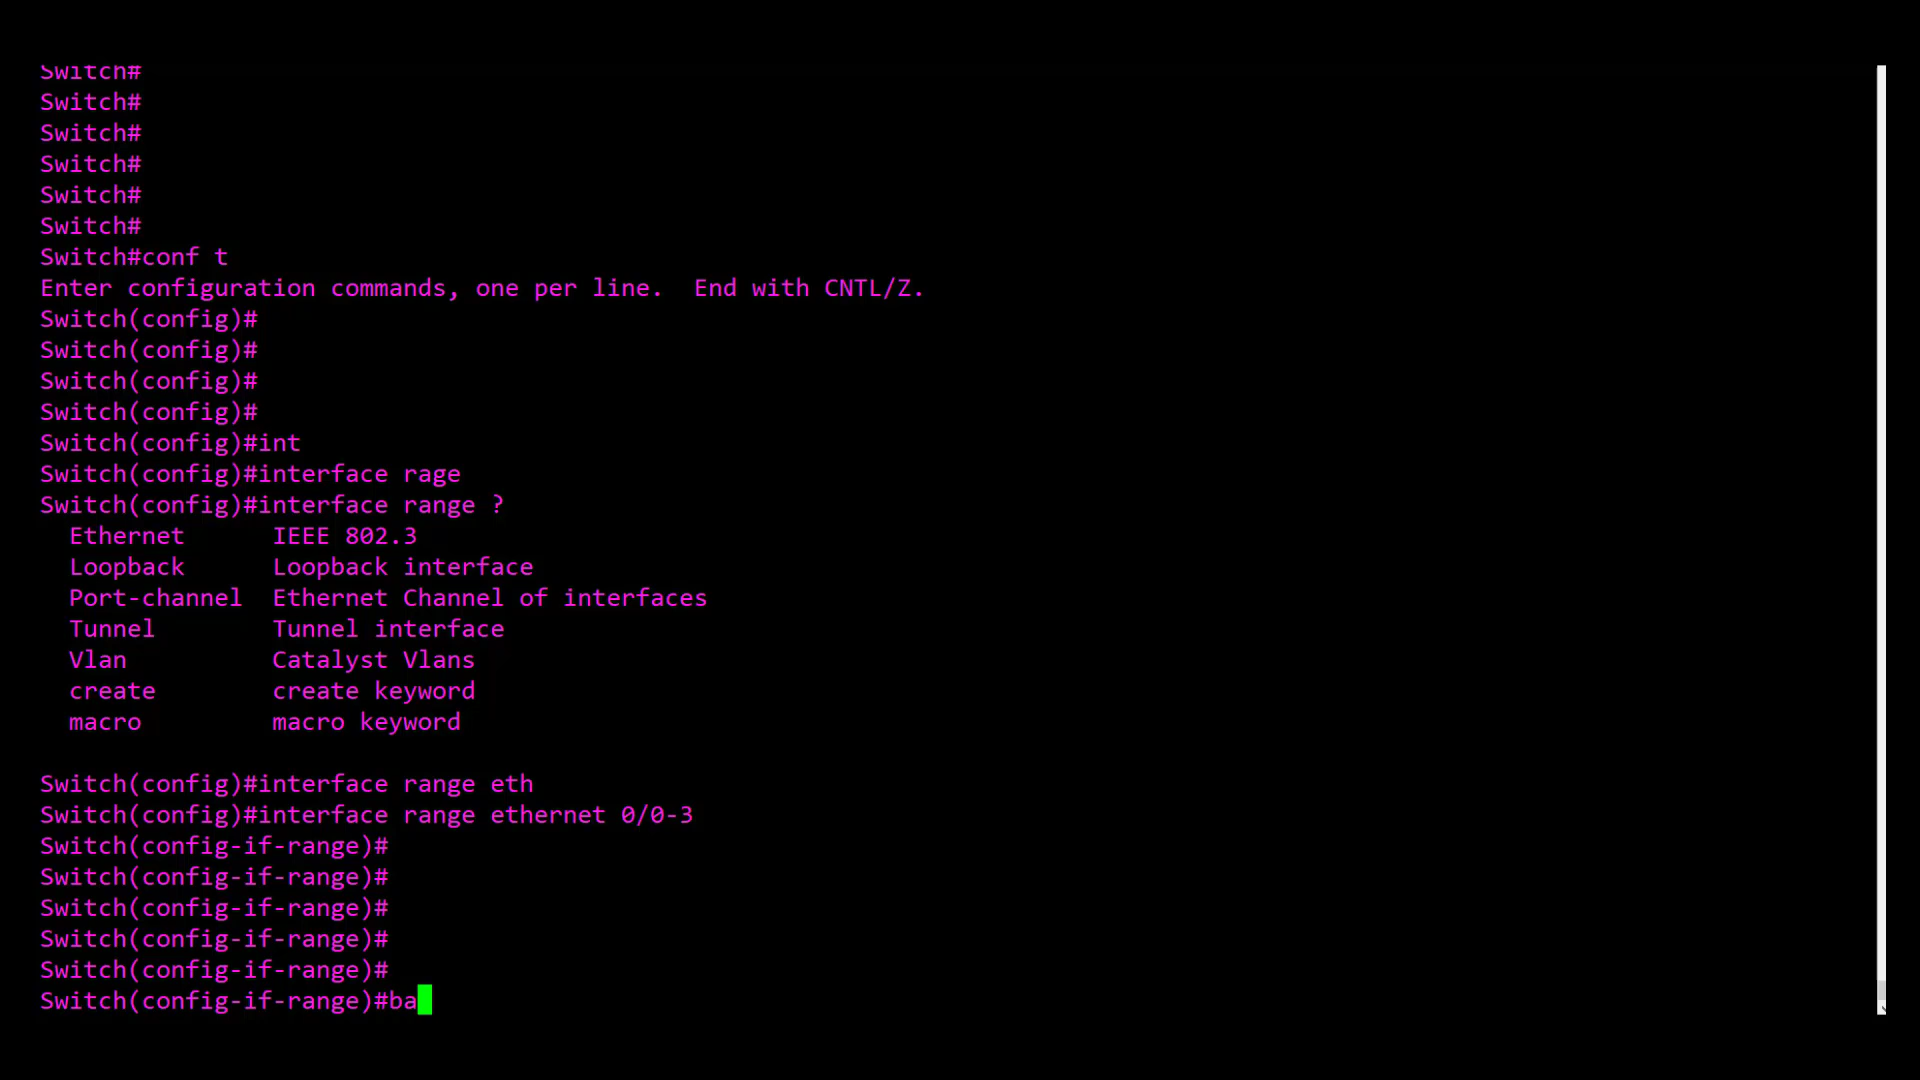 Switch#
Switch#
Switch#
Switch#
Switch#
Switch#
Switch#conf t
Enter configuration commands, one per line.  End with CNTL/Z.
Switch(config)#
Switch(config)#
Switch(config)#
Switch(config)#
Switch(config)#int
Switch(config)#interface rage
Switch(config)#interface range ?
  Ethernet      IEEE 802.3
  Loopback      Loopback interface
  Port-channel  Ethernet Channel of interfaces
  Tunnel        Tunnel interface
  Vlan          Catalyst Vlans
  create        create keyword
  macro         macro keyword
Switch(config)#interface range eth
Switch(config)#interface range ethernet 0/0-3
Switch(config-if-range)#
Switch(config-if-range)#
Switch(config-if-range)#
Switch(config-if-range)#
Switch(config-if-range)#
Switch(config-if-range)#ba